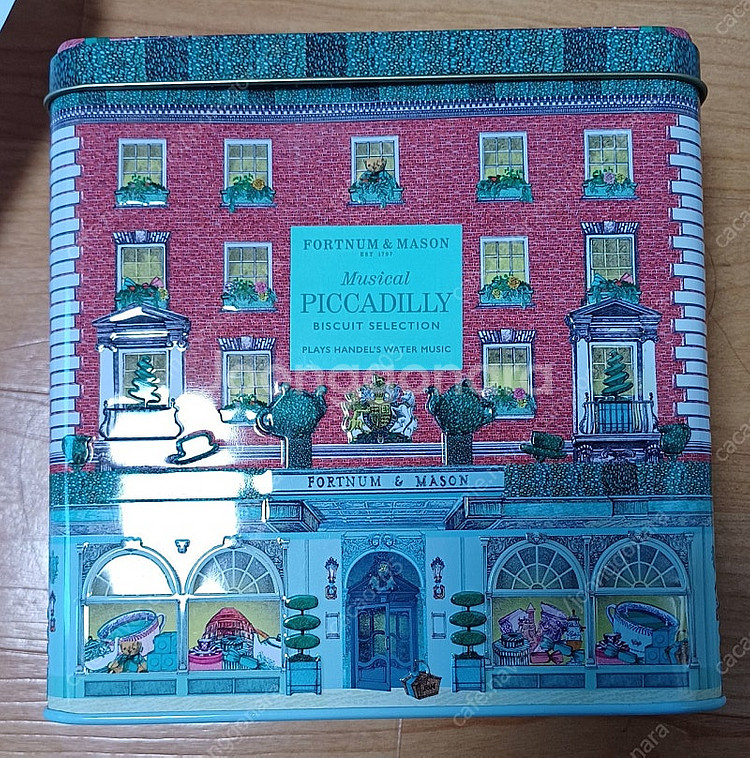 FORTNUM & MASON
EST 1707
Musical
PICCADILLY
BISCUIT SELECTION
PLAYS HANDEL'S WATER MUSIC
FORTNUM & MASON